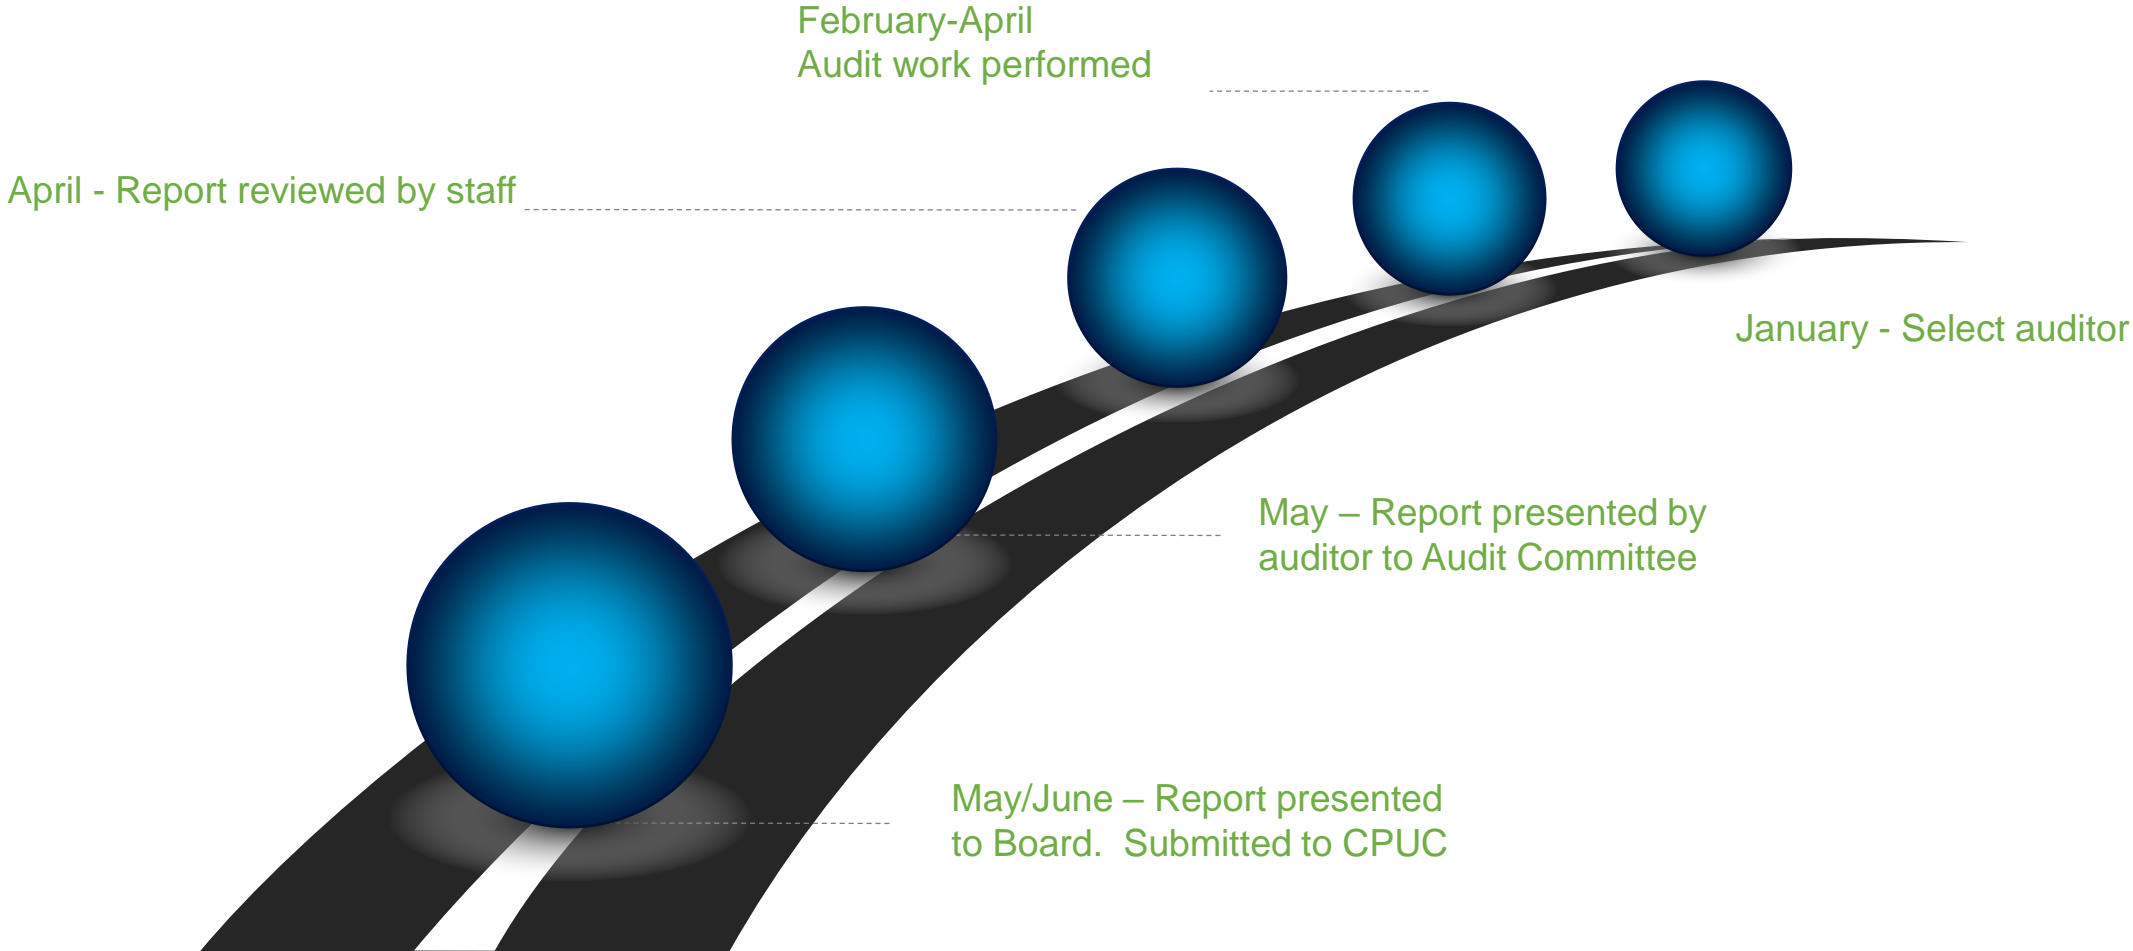 February-April
Audit work performed
April - Report reviewed by staff
January - Select auditor
May – Report presented by
auditor to Audit Committee
May/June – Report presented
to Board.  Submitted to CPUC